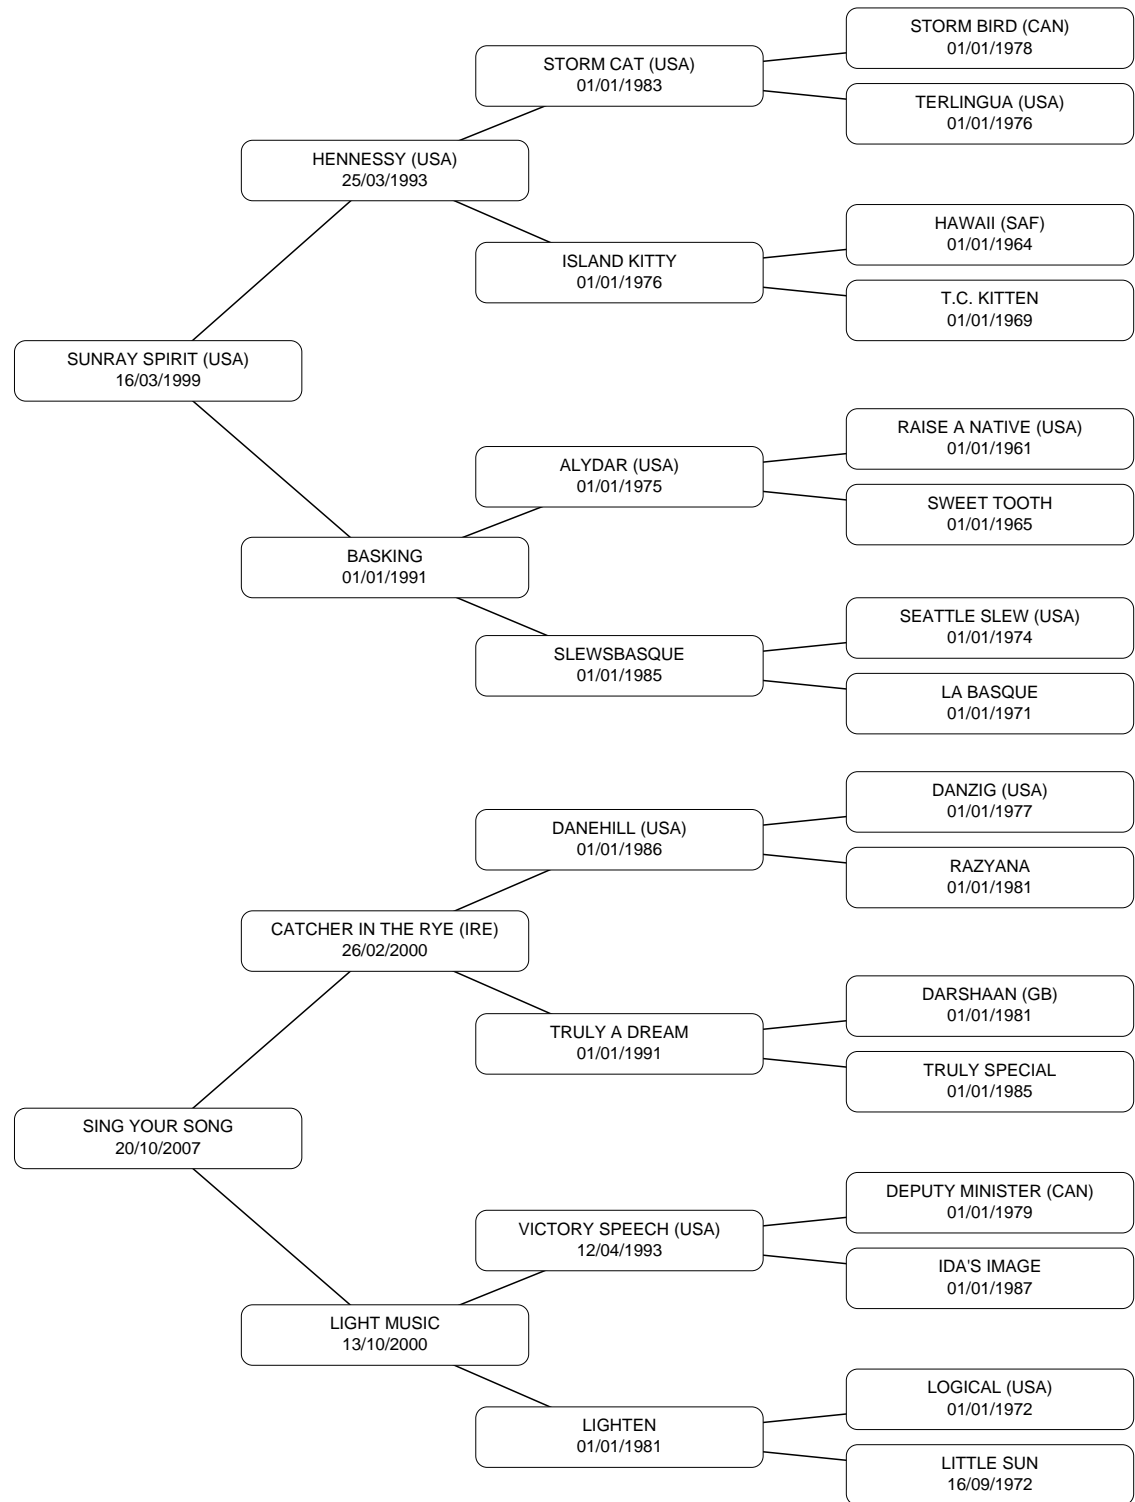 STORM BIRD (CAN)
01/01/1978
STORM CAT (USA)
01/01/1983
TERLINGUA (USA)
01/01/1976
HENNESSY (USA)
25/03/1993
HAWAII (SAF)
01/01/1964
ISLAND KITTY
01/01/1976
T.C. KITTEN
01/01/1969
SUNRAY SPIRIT (USA)
16/03/1999
RAISE A NATIVE (USA)
01/01/1961
ALYDAR (USA)
01/01/1975
SWEET TOOTH
01/01/1965
BASKING
01/01/1991
SEATTLE SLEW (USA)
01/01/1974
SLEWSBASQUE
01/01/1985
LA BASQUE
01/01/1971
DANZIG (USA)
01/01/1977
DANEHILL (USA)
01/01/1986
RAZYANA
01/01/1981
CATCHER IN THE RYE (IRE)
26/02/2000
DARSHAAN (GB)
01/01/1981
TRULY A DREAM
01/01/1991
TRULY SPECIAL
01/01/1985
SING YOUR SONG
20/10/2007
DEPUTY MINISTER (CAN)
01/01/1979
VICTORY SPEECH (USA)
12/04/1993
IDA'S IMAGE
01/01/1987
LIGHT MUSIC
13/10/2000
LOGICAL (USA)
01/01/1972
LIGHTEN
01/01/1981
LITTLE SUN
16/09/1972